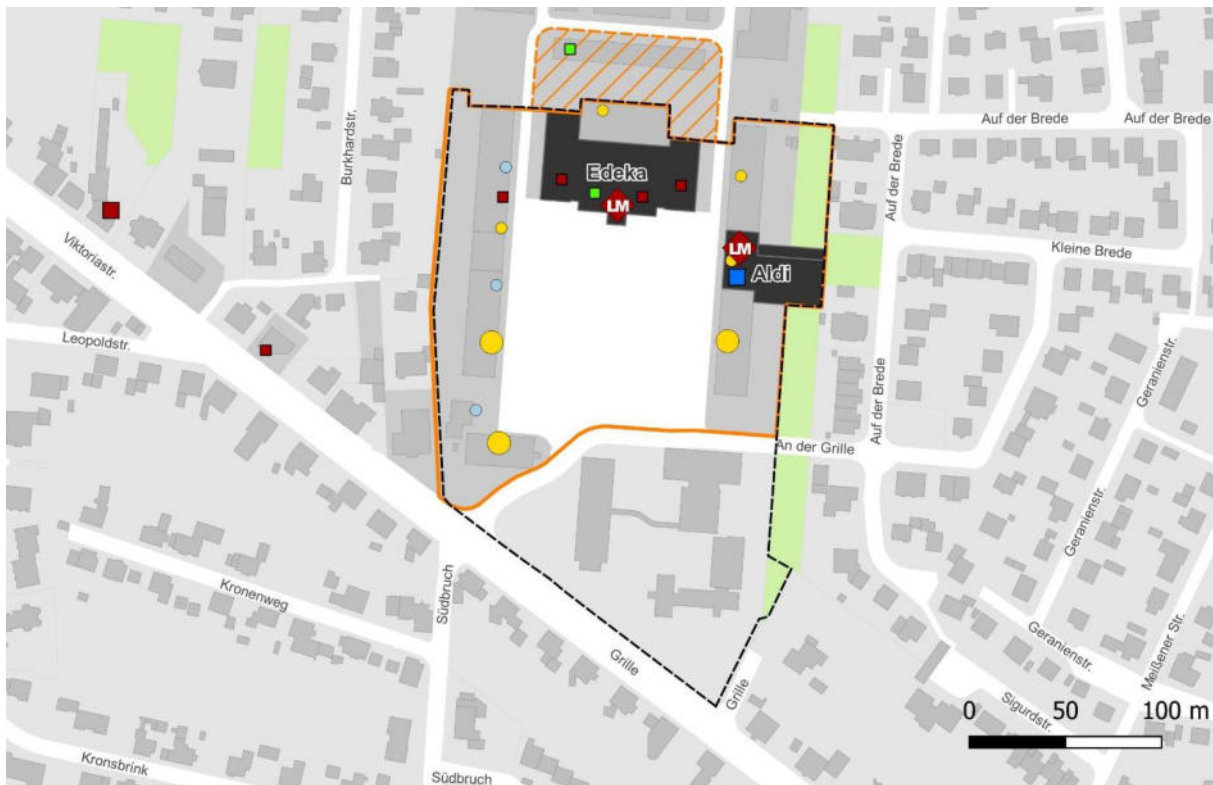 Burkhardstr.
Viktoriastr.
Leopoldstr.
Edeka
LM
LM
Aldi
Auf der Brede
Auf der Brede
Auf der Brede
Kleine Brede
Auf der Brede
Geranienstr.
An der Grille
Geranienstr.
Kronenweg
Südbruch
Grille
Grille
Geranienstr.
Meißener Str.
Sigurdstr.
Kronsbrink
Südbruch
0 50 100 m